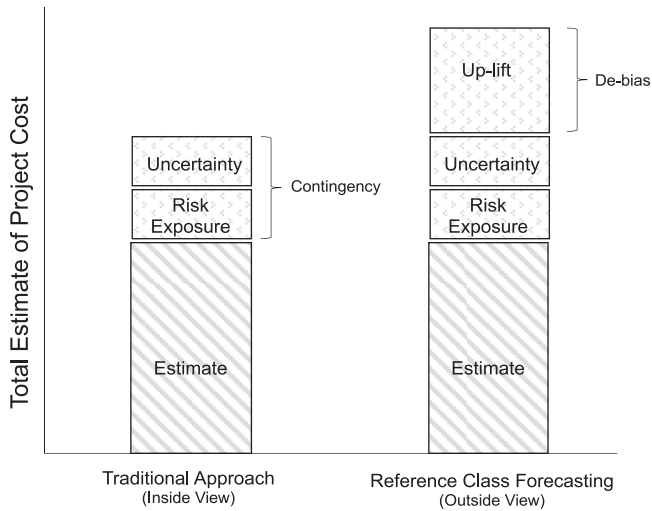 Total Estimate of Project Cost
Uncertainty
Risk
Exposure
Contingency
Estimate
Traditional Approach
(Inside View)
Up-lift
De-bias
Uncertainty
Risk
Exposure
Estimate
Reference Class Forecasting
(Outside View)